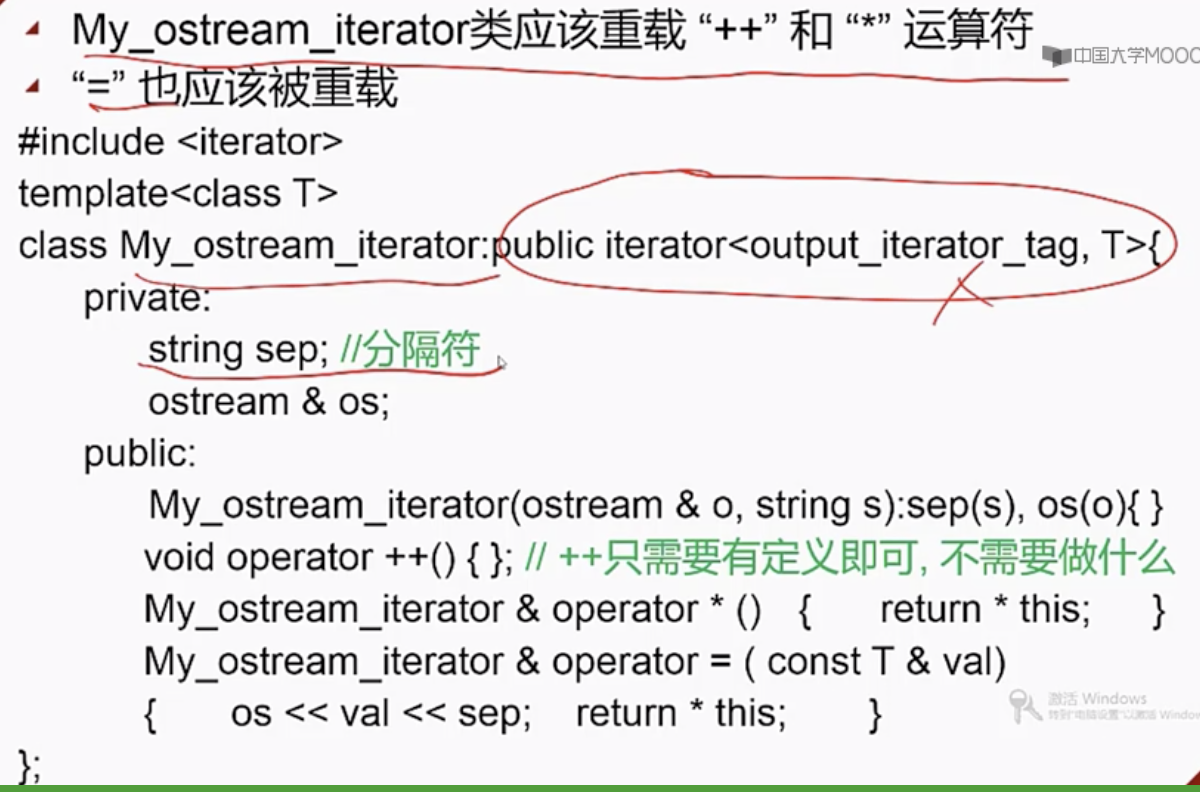 My_ostream_iterator类应该重载 “++” 和 “*” 运算符
中国大学MOOC
“=” 也应该被重载
#include <iterator>
template<class T>
class My_ostream_iterator:public iterator<output_iterator_tag, T>{
private:
string sep; //分隔符
ostream & os;
public:
My_ostream_iterator(ostream & o, string s):sep(s), os(o){ }
void operator ++() { }; // ++只需要有定义即可, 不需要做什么
My_ostream_iterator & operator * () { return * this; }
My_ostream_iterator & operator = ( const T & val)
{ os << val << sep; return * this; }
};
激活 Windows
转到"电脑设置"以激活 Window